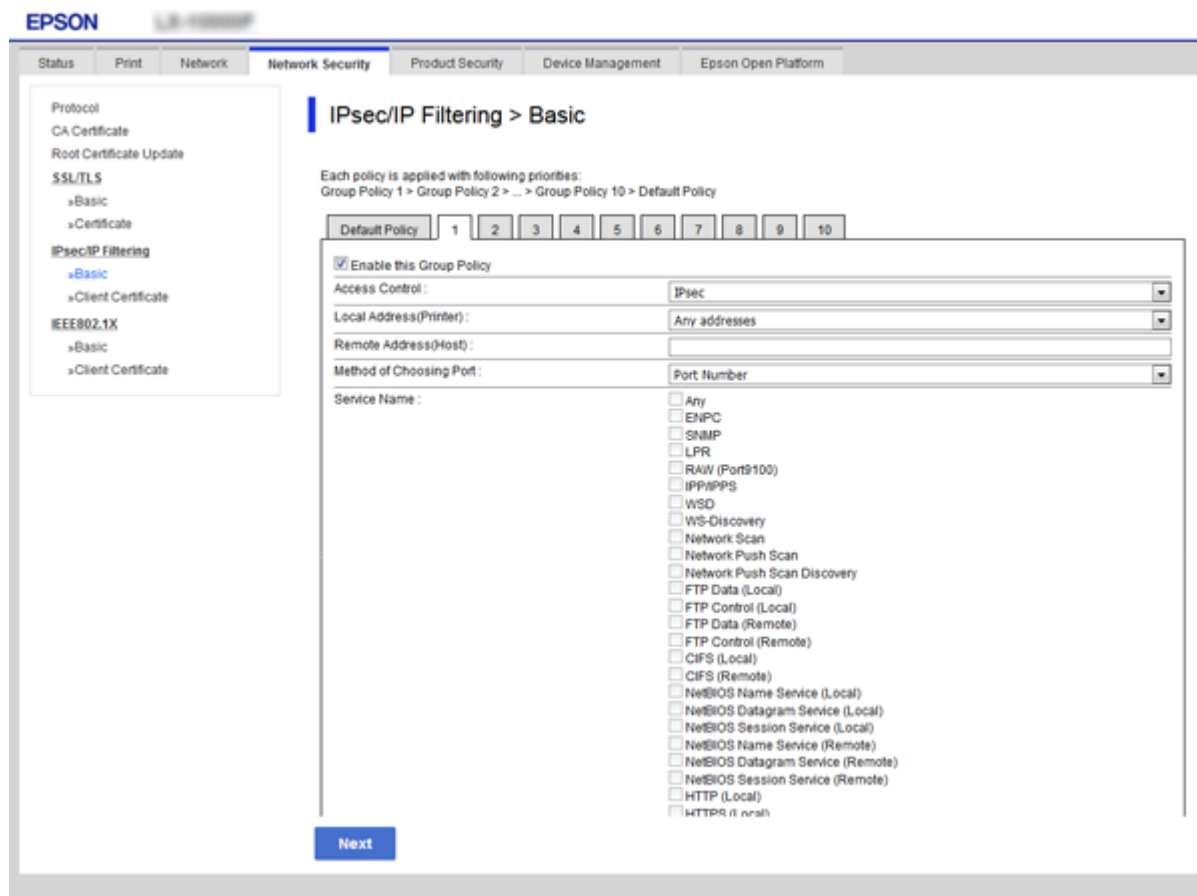 EPSON
Status Print Network Network Security Product Security Device Management Epson Open Platform
Protocol
CA Certificate
Root Certificate Update
SSL/TLS
»Basic
»Certificate
IPsec/IP Filtering
»Basic
»Client Certificate
IEEE802.1X
»Basic
»Client Certificate
IPsec/IP Filtering > Basic
Each policy is applied with following priorities:
Group Policy 1 > Group Policy 2 > ... > Group Policy 10 > Default Policy
Default Policy 1 2 3 4 5 6 7 8 9 10
Enable this Group Policy
Access Control : IPsec
Local Address(Printer) : Any addresses
Remote Address(Host) :
Method of Choosing Port : Port Number
Service Name : Any
ENPC
SNMP
LPR
RAW (Port9100)
IPP/IPPS
WSD
WS-Discovery
Network Scan
Network Push Scan
Network Push Scan Discovery
FTP Data (Local)
FTP Control (Local)
FTP Data (Remote)
FTP Control (Remote)
CIFS (Local)
CIFS (Remote)
NetBIOS Name Service (Local)
NetBIOS Datagram Service (Local)
NetBIOS Session Service (Local)
NetBIOS Name Service (Remote)
NetBIOS Datagram Service (Remote)
NetBIOS Session Service (Remote)
HTTP (Local)
HTTPS (Local)
Next